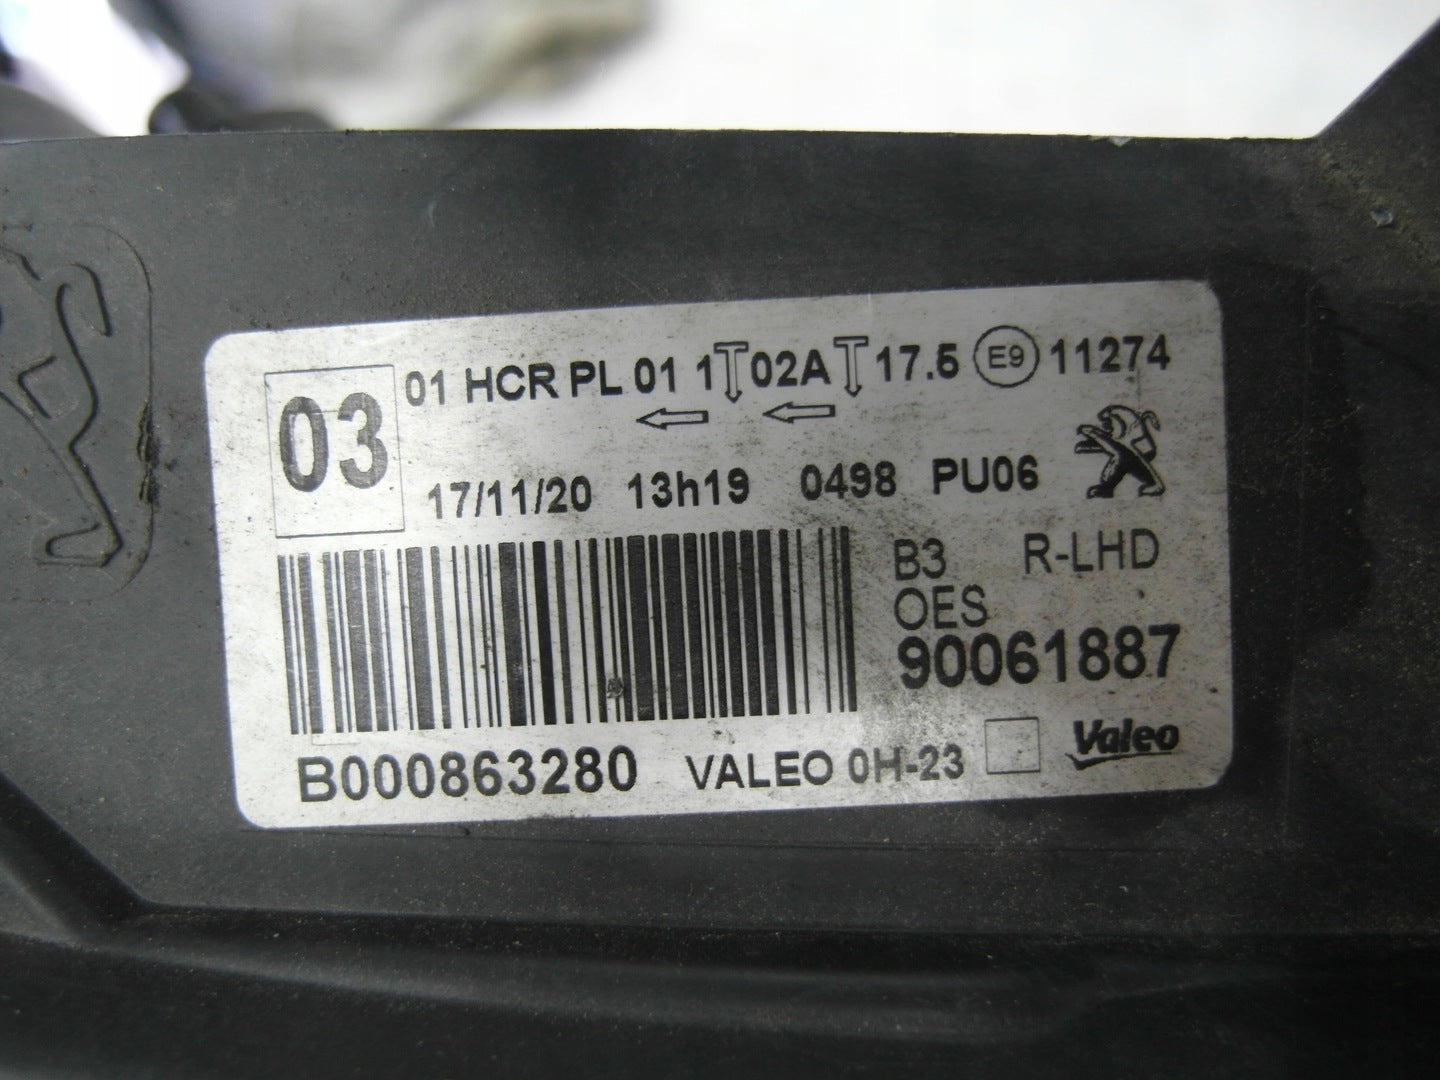 01 HCR PL 01 1 02A 17.5 E9 11274
03
17/11/20 13h19 0498 PU06
B3 R-LHD
OES
90061887
B000863280 VALEO 0H-23 Valeo